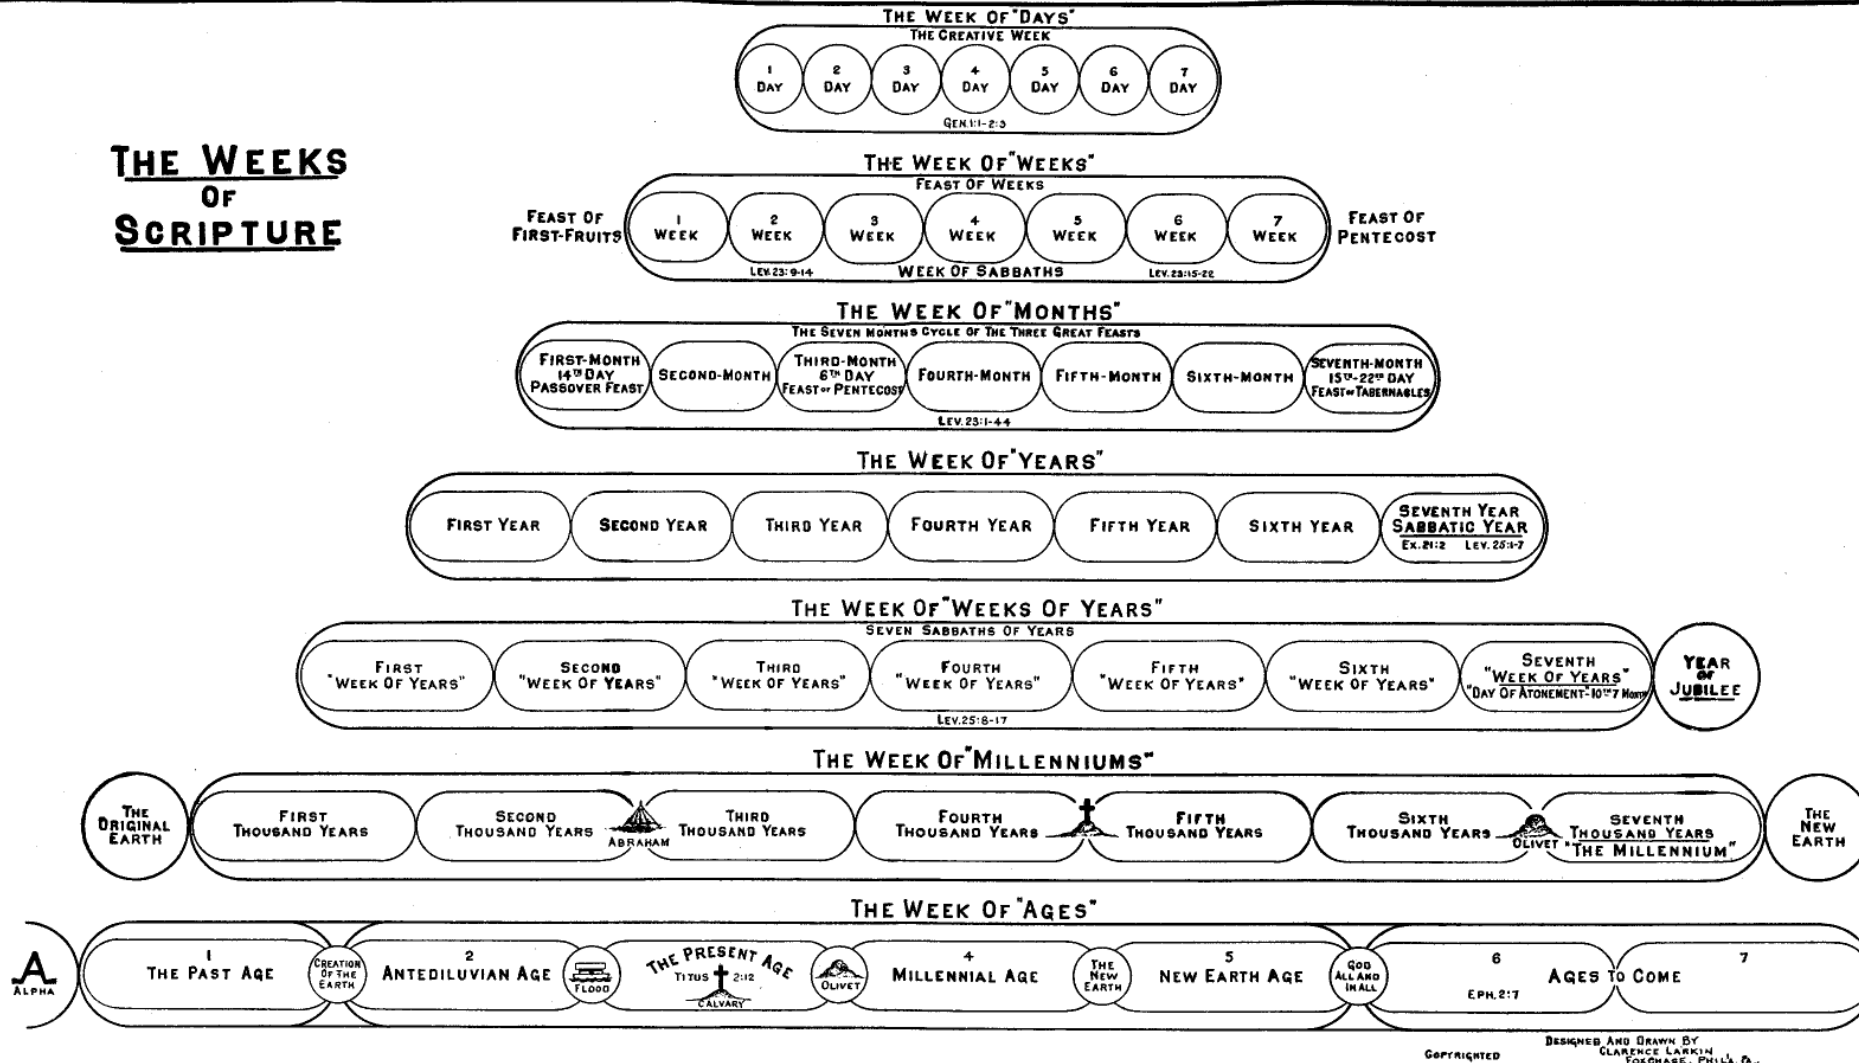 THE WEEKS
OF
SCRIPTURE
THE WEEK OF "DAYS"
THE CREATIVE WEEK
1 DAY
2 DAY
3 DAY
4 DAY
5 DAY
6 DAY
7 DAY
GEN. 1:1-2:3
THE WEEK OF "WEEKS"
FEAST OF WEEKS
FEAST OF
FIRST-FRUITS
1 WEEK
2 WEEK
3 WEEK
4 WEEK
5 WEEK
6 WEEK
7 WEEK
FEAST OF
PENTECOST
LEV. 23:9-14
WEEK OF SABBATHS
LEV. 23:15-22
THE WEEK OF "MONTHS"
THE SEVEN MONTHS CYCLE OF THE THREE GREAT FEASTS
FIRST-MONTH
14TH DAY
PASSOVER FEAST
SECOND-MONTH
THIRD-MONTH
6TH DAY
FEAST OF PENTECOST
FOURTH-MONTH
FIFTH-MONTH
SIXTH-MONTH
SEVENTH-MONTH
15TH-22ND DAY
FEAST OF TABERNACLES
LEV. 23:1-44
THE WEEK OF "YEARS"
FIRST YEAR
SECOND YEAR
THIRD YEAR
FOURTH YEAR
FIFTH YEAR
SIXTH YEAR
SEVENTH YEAR
SABBATIC YEAR
EX. 21:2 LEV. 25:1-7
THE WEEK OF "WEEKS OF YEARS"
SEVEN SABBATHS OF YEARS
FIRST
"WEEK OF YEARS"
SECOND
"WEEK OF YEARS"
THIRD
"WEEK OF YEARS"
FOURTH
"WEEK OF YEARS"
FIFTH
"WEEK OF YEARS"
SIXTH
"WEEK OF YEARS"
SEVENTH
"WEEK OF YEARS"
"DAY OF ATONEMENT" 10TH 7 MONTH
YEAR
OF
JUBILEE
LEV. 25:8-17
THE WEEK OF "MILLENNIUMS"
THE
ORIGINAL
EARTH
FIRST
THOUSAND YEARS
SECOND
THOUSAND YEARS
ABRAHAM
THIRD
THOUSAND YEARS
FOURTH
THOUSAND YEARS
FIFTH
THOUSAND YEARS
SIXTH
THOUSAND YEARS
OLIVET
SEVENTH
THOUSAND YEARS
"THE MILLENNIUM"
THE
NEW
EARTH
THE WEEK OF "AGES"
A
ALPHA
1
THE PAST AGE
CREATION
OF THE
EARTH
2
ANTEDILUVIAN AGE
FLOOD
THE PRESENT AGE
TITUS 2:12
CALVARY
OLIVET
4
MILLENNIAL AGE
THE
NEW
EARTH
5
NEW EARTH AGE
GOD
ALL AND
IN ALL
6 7
AGES TO COME
EPH. 2:7
DESIGNED AND DRAWN BY
CLARENCE LARKIN
FOXCHASE, PHILA. PA.
COPYRIGHTED